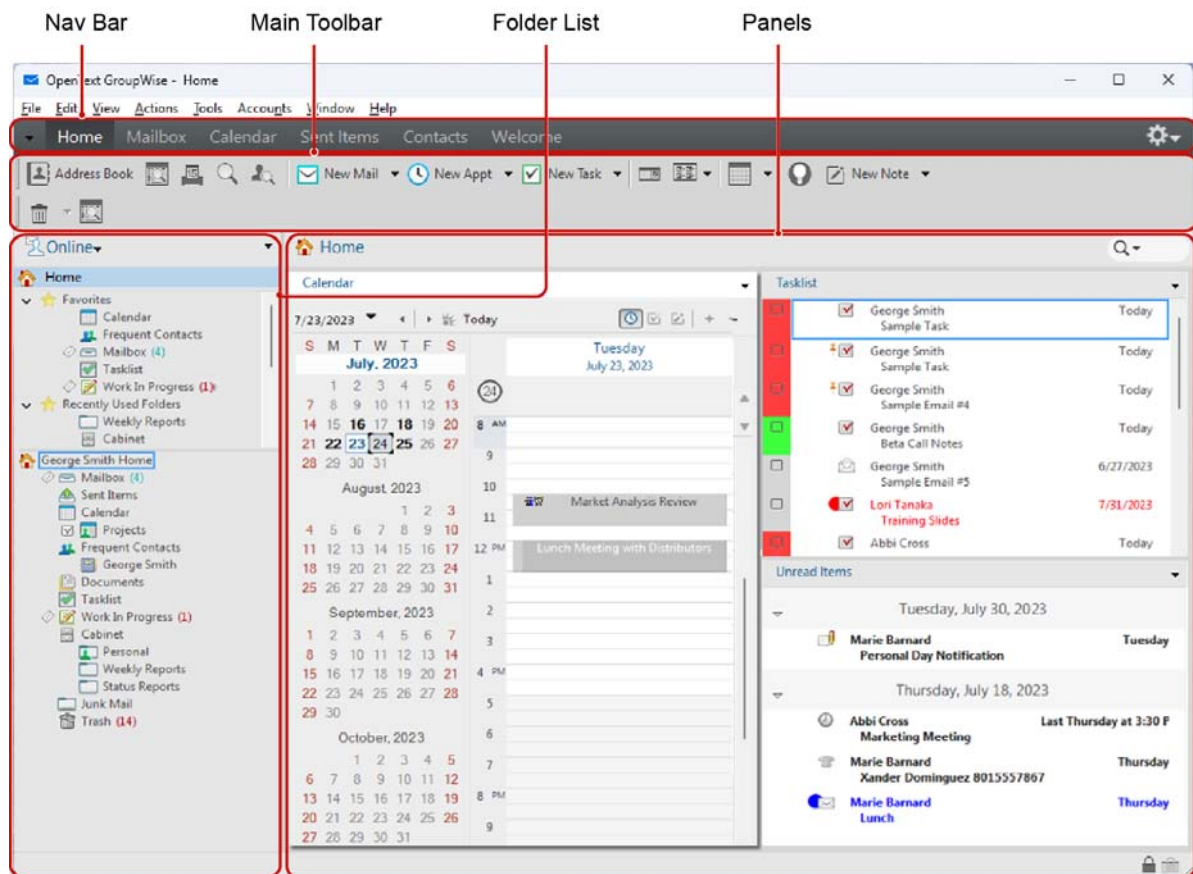 Nav Bar Main Toolbar Folder List Panels
OpenText GroupWise - Home
File Edit View Actions Tools Accounts Window Help
Home Mailbox Calendar Sent Items Contacts Welcome
Address Book New Mail New Appt New Task New Note
Online
Home
Favorites
Calendar
Frequent Contacts
Mailbox (4)
Tasklist
Work In Progress (1)
Recently Used Folders
Weekly Reports
Cabinet
George Smith Home
Mailbox (4)
Sent Items
Calendar
Projects
Frequent Contacts
George Smith
Documents
Tasklist
Work In Progress (1)
Cabinet
Personal
Weekly Reports
Status Reports
Junk Mail
Trash (14)
Home
Calendar
7/23/2023 Today
S M T W T F S
July, 2023
1 2 3 4 5 6
7 8 9 10 11 12 13
14 15 16 17 18 19 20
21 22 23 24 25 26 27
28 29 30 31
August, 2023
1 2 3
4 5 6 7 8 9 10
11 12 13 14 15 16 17
18 19 20 21 22 23 24
25 26 27 28 29 30 31
September, 2023
1 2 3 4 5 6 7
8 9 10 11 12 13 14
15 16 17 18 19 20 21
22 23 24 25 26 27 28
29 30
October, 2023
1 2 3 4 5
6 7 8 9 10 11 12
13 14 15 16 17 18 19
20 21 22 23 24 25 26
27 28 29 30 31
Tuesday
July 23, 2023
24
8 AM
9
10
Market Analysis Review
11
12 PM Lunch Meeting with Distributors
1
2
3
4 PM
5
6
7
8 PM
9
Tasklist
George Smith Today
Sample Task
George Smith Today
Sample Task
George Smith Today
Sample Email #4
George Smith Today
Beta Call Notes
George Smith 6/27/2023
Sample Email #5
Lori Tanaka 7/31/2023
Training Slides
Abbi Cross Today
Unread Items
Tuesday, July 30, 2023
Marie Barnard Tuesday
Personal Day Notification
Thursday, July 18, 2023
Abbi Cross Last Thursday at 3:30 P
Marketing Meeting
Marie Barnard Thursday
Xander Dominguez 8015557867
Marie Barnard Thursday
Lunch